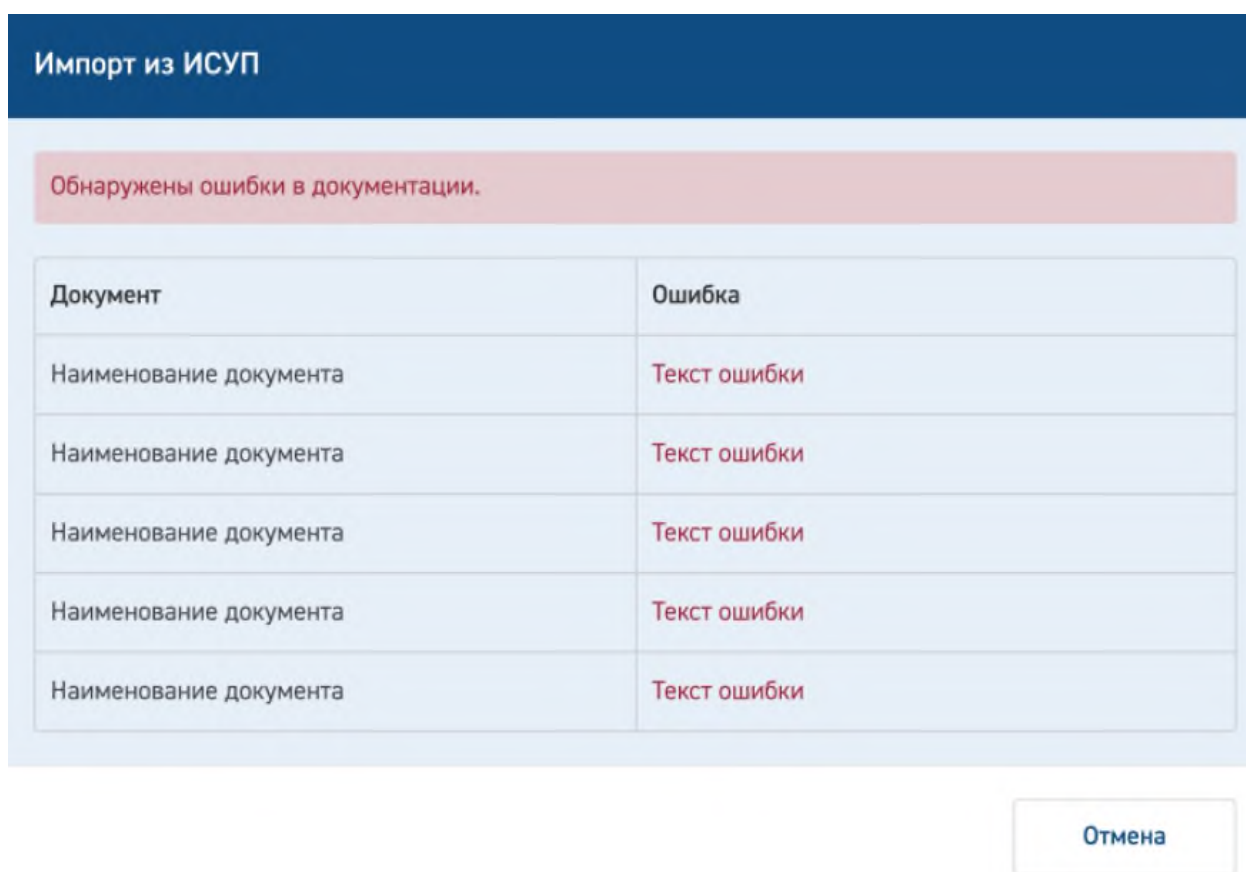 Импорт из ИСУП
Обнаружены ошибки в документации.
Документ Ошибка
Наименование документа Текст ошибки
Наименование документа Текст ошибки
Наименование документа Текст ошибки
Наименование документа Текст ошибки
Наименование документа Текст ошибки
Отмена